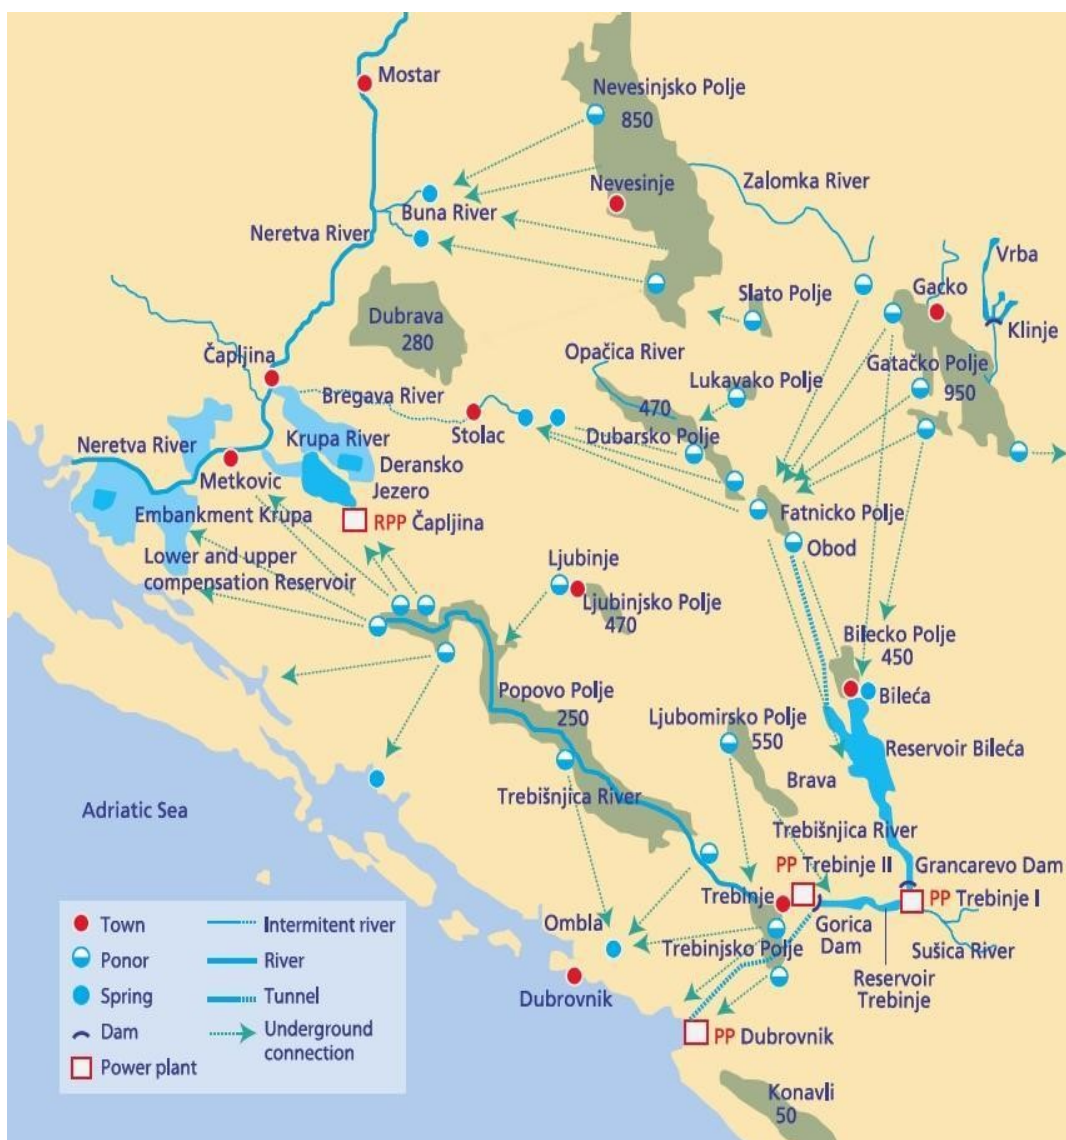 Mostar
Nevesinjsko Polje
850
Zalomka River
Nevesinje
Buna River
Neretva River
Vrba
Slato Polje
Gacko
Klinje
Dubrava
280
Opačica River
Gatačko Polje
950
Čapljina
Lukavako Polje
470
Bregava River
Stolac
Dubarsko Polje
Krupa River
Neretva River
Metkovic
Deransko
Jezero
Embankment Krupa
RPP Čapljina
Fatnicko Polje
Obod
Lower and upper
compensation Reservoir
Ljubinje
Ljubinjsko Polje
470
Bilecko Polje
450
Bileća
Popovo Polje
250
Ljubomirsko Polje
550
Reservoir Bileća
Brava
Trebišnjica River
Adriatic Sea
Trebišnjica River
PP Trebinje II
Grancarevo Dam
Trebinje
PP Trebinje I
Gorica
Dam
Ombla
Trebinjsko Polje
Sušica River
Reservoir
Trebinje
Dubrovnik
PP Dubrovnik
Konavli
50
Town
Intermitent river
Ponor
River
Spring
Tunnel
Dam
Underground
connection
Power plant